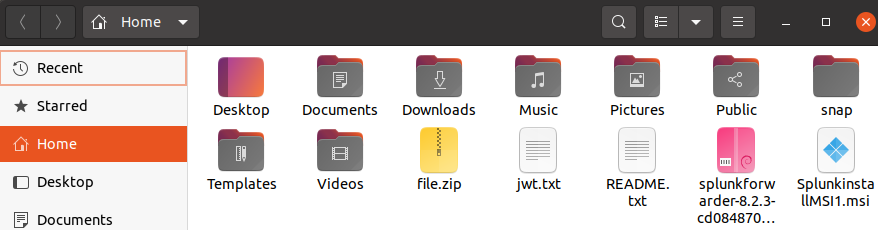 Home
Recent
Starred
Home
Desktop
Documents
Desktop
Documents
Downloads
Music
Pictures
Public
snap
Templates
Videos
file.zip
jwt.txt
README.
txt
splunkforw
arder-8.2.3-
cd084870...
Splunkinsta
llMSI1.msi